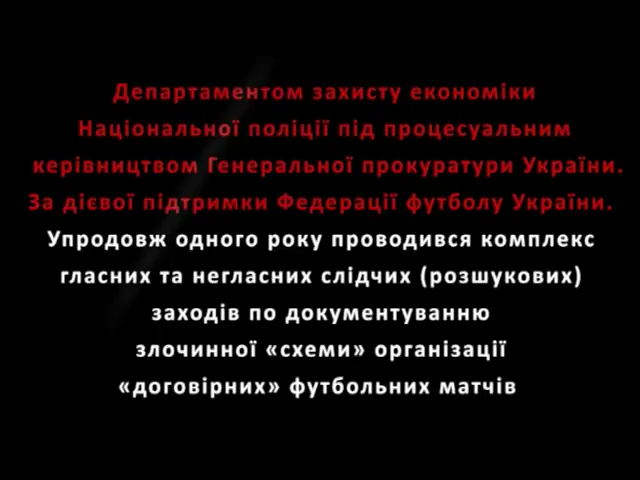 Департаментом захисту економіки
Національної поліції під процесуальним
керівництвом Генеральної прокуратури України.
За дієвої підтримки Федерації футболу України.
Упродовж одного року проводився комплекс
гласних та негласних слідчих (розшукових)
заходів по документуванню
злочинної «схеми» організації
«договірних» футбольних матчів